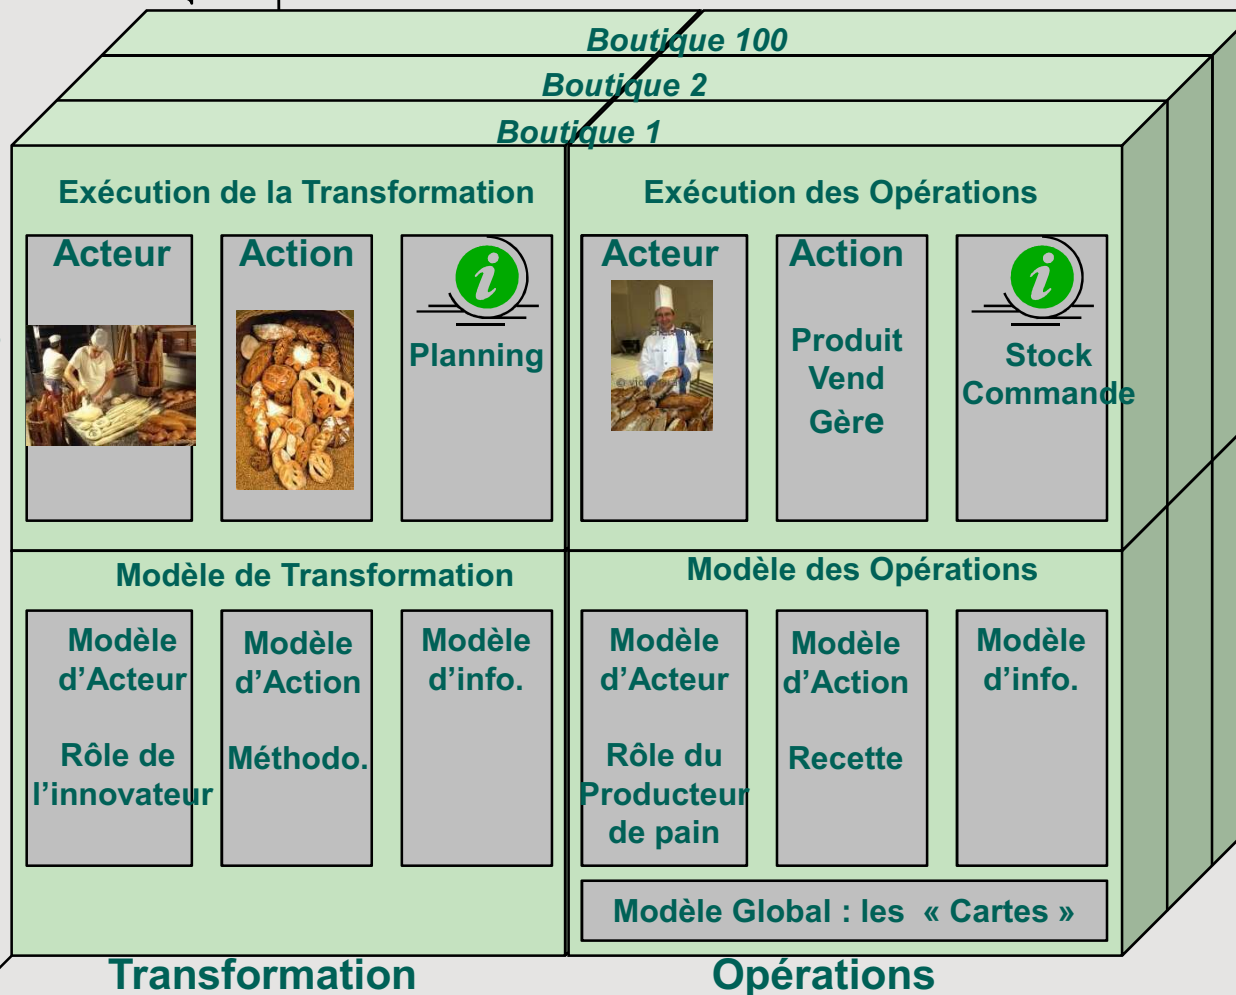 Boutique 100
Boutique 2
Boutique 1
Exécution de la Transformation
Acteur
Action
i
Planning
Exécution des Opérations
Acteur
Action
Produit
Vend
Gère
i
Stock
Commande
Modèle de Transformation
Modèle
d’Acteur
Rôle de
l’innovateur
Modèle
d’Action
Méthodo.
Modèle
d’info.
Modèle des Opérations
Modèle
d’Acteur
Rôle du
Producteur
de pain
Modèle
d’Action
Recette
Modèle
d’info.
Modèle Global : les « Cartes »
Transformation
Opérations